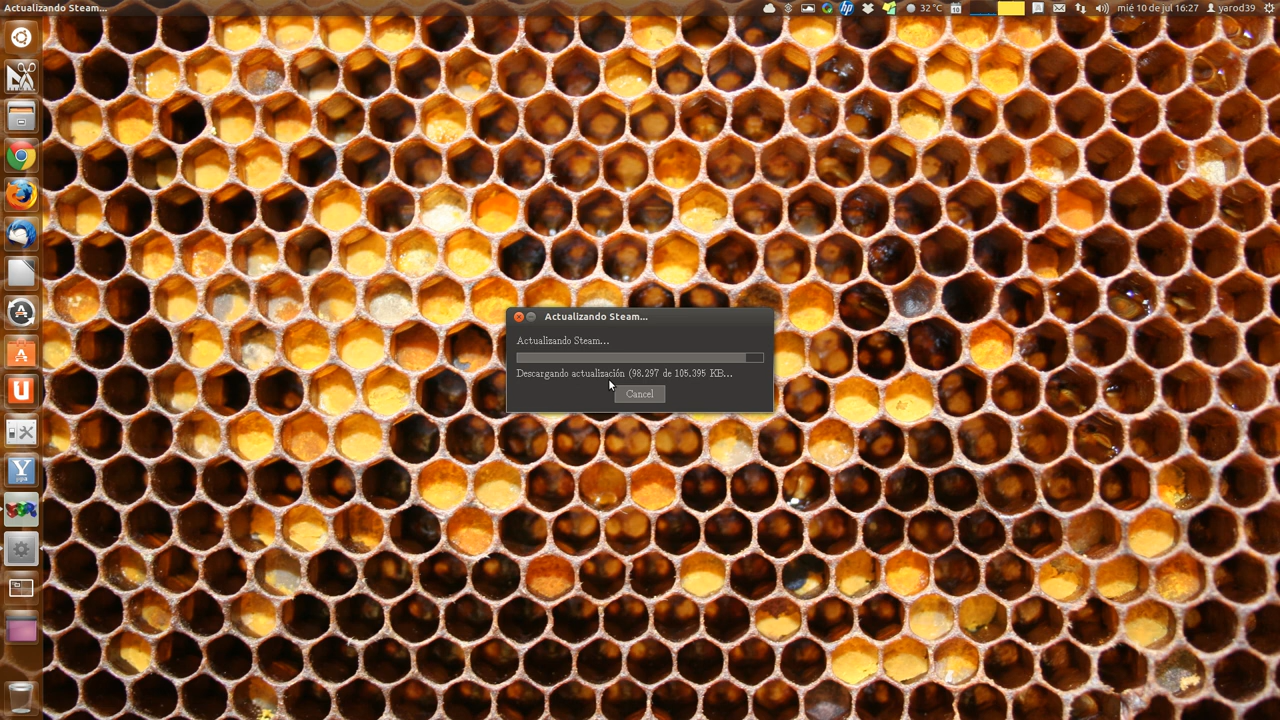 Actualizando Steam...
32 °C
mié 10 de jul 16:27
yarod39
Actualizando Steam...
Actualizando Steam...
Descargando actualización (98.297 de 105.395 KB...
Cancel